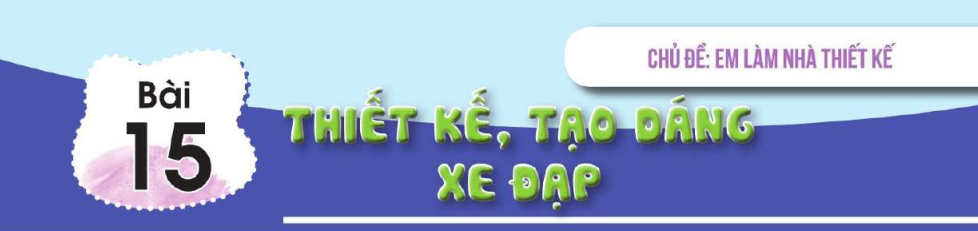 CHỦ ĐỀ: EM LÀM NHÀ THIẾT KẾ
Bài
15
THIẾT KẾ, TẠO DÁNG
XE ĐẠP